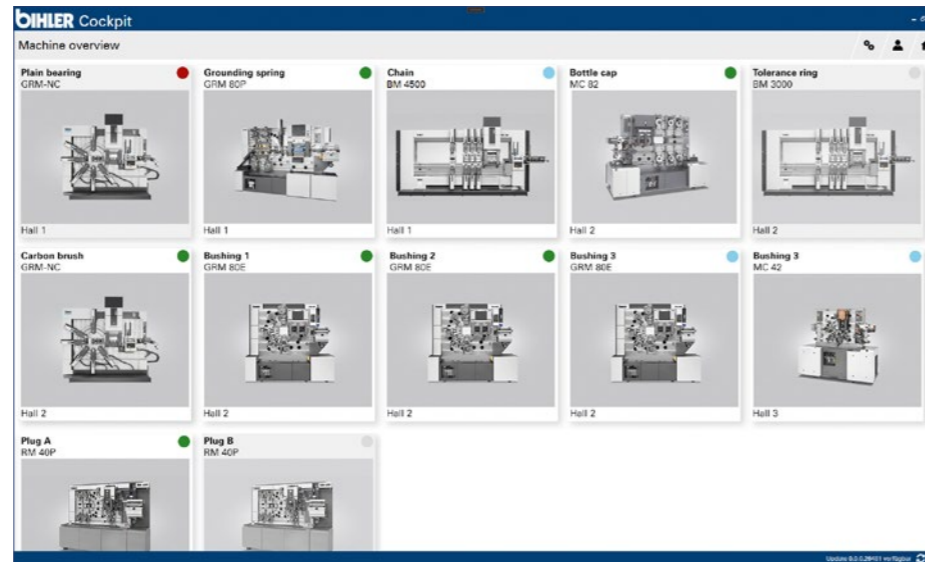 BIHLER Cockpit
Machine overview
Plain bearing
GRM-NC
Hall 1
Grounding spring
GRM 80P
Hall 1
Chain
BM 4500
Hall 1
Bottle cap
MC 82
Hall 2
Tolerance ring
BM 3000
Hall 2
Carbon brush
GRM-NC
Hall 2
Bushing 1
GRM 80E
Hall 2
Bushing 2
GRM 80E
Hall 2
Bushing 3
GRM 80E
Hall 2
Bushing 3
MC 42
Hall 3
Plug A
RM 40P
Plug B
RM 40P